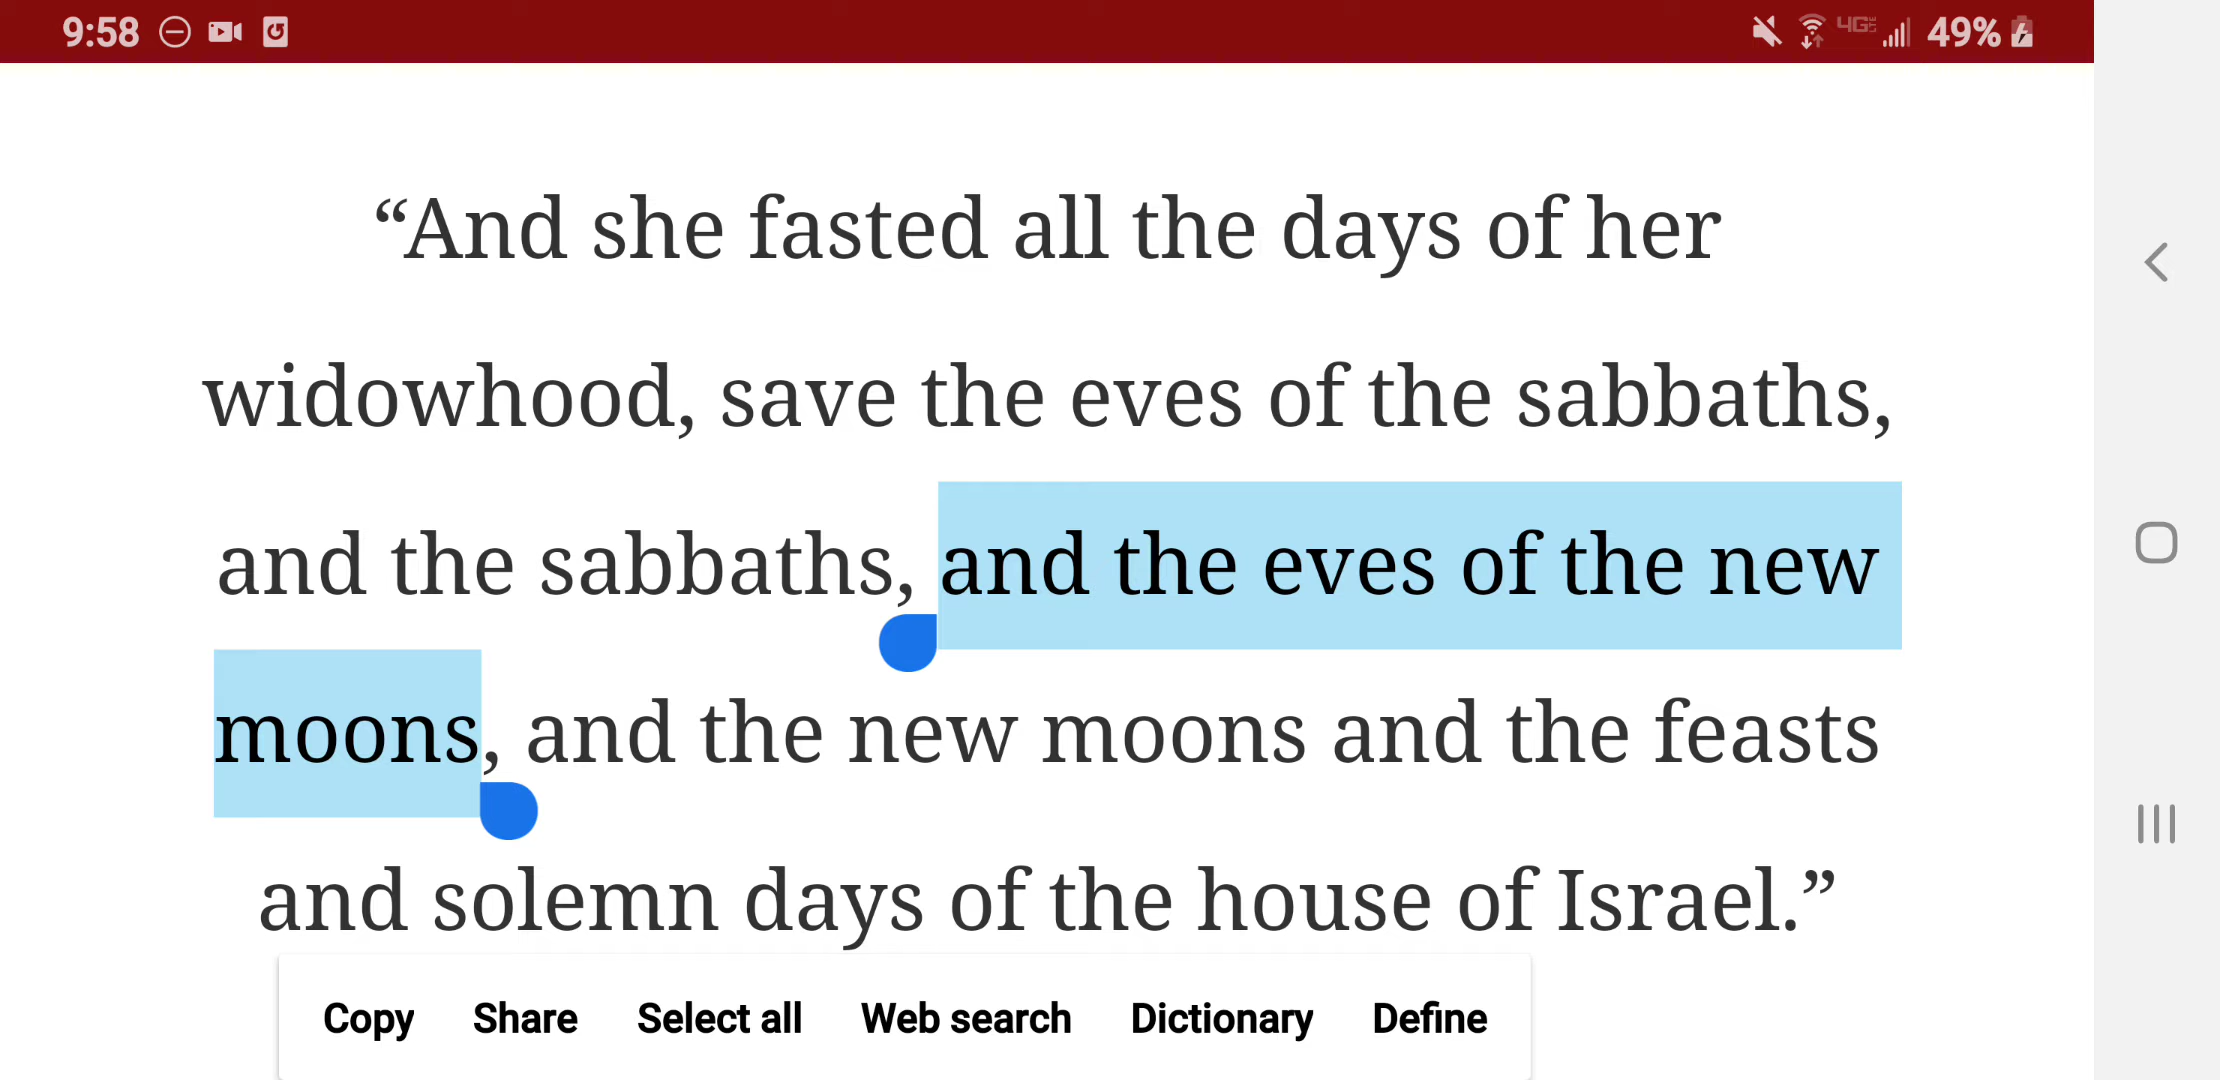 9:58 4G LTE 49%
“And she fasted all the days of her
widowhood, save the eves of the sabbaths,
and the sabbaths, and the eves of the new
moons, and the new moons and the feasts
and solemn days of the house of Israel.”
Copy Share Select all Web search Dictionary Define